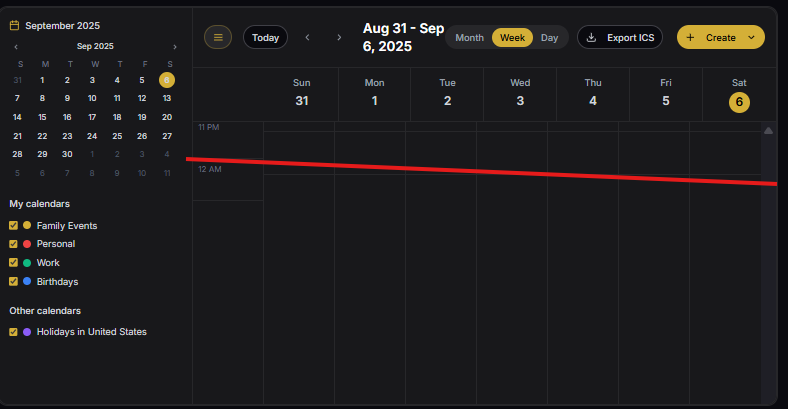 September 2025
Sep 2025
S M T W T F S
31 1 2 3 4 5 6
7 8 9 10 11 12 13
14 15 16 17 18 19 20
21 22 23 24 25 26 27
28 29 30 1 2 3 4
5 6 7 8 9 10 11
My calendars
Family Events
Personal
Work
Birthdays
Other calendars
Holidays in United States
Today
Aug 31 - Sep
6, 2025
Month Week Day
Export ICS
Create
Sun Mon Tue Wed Thu Fri Sat
31 1 2 3 4 5 6
11 PM
12 AM